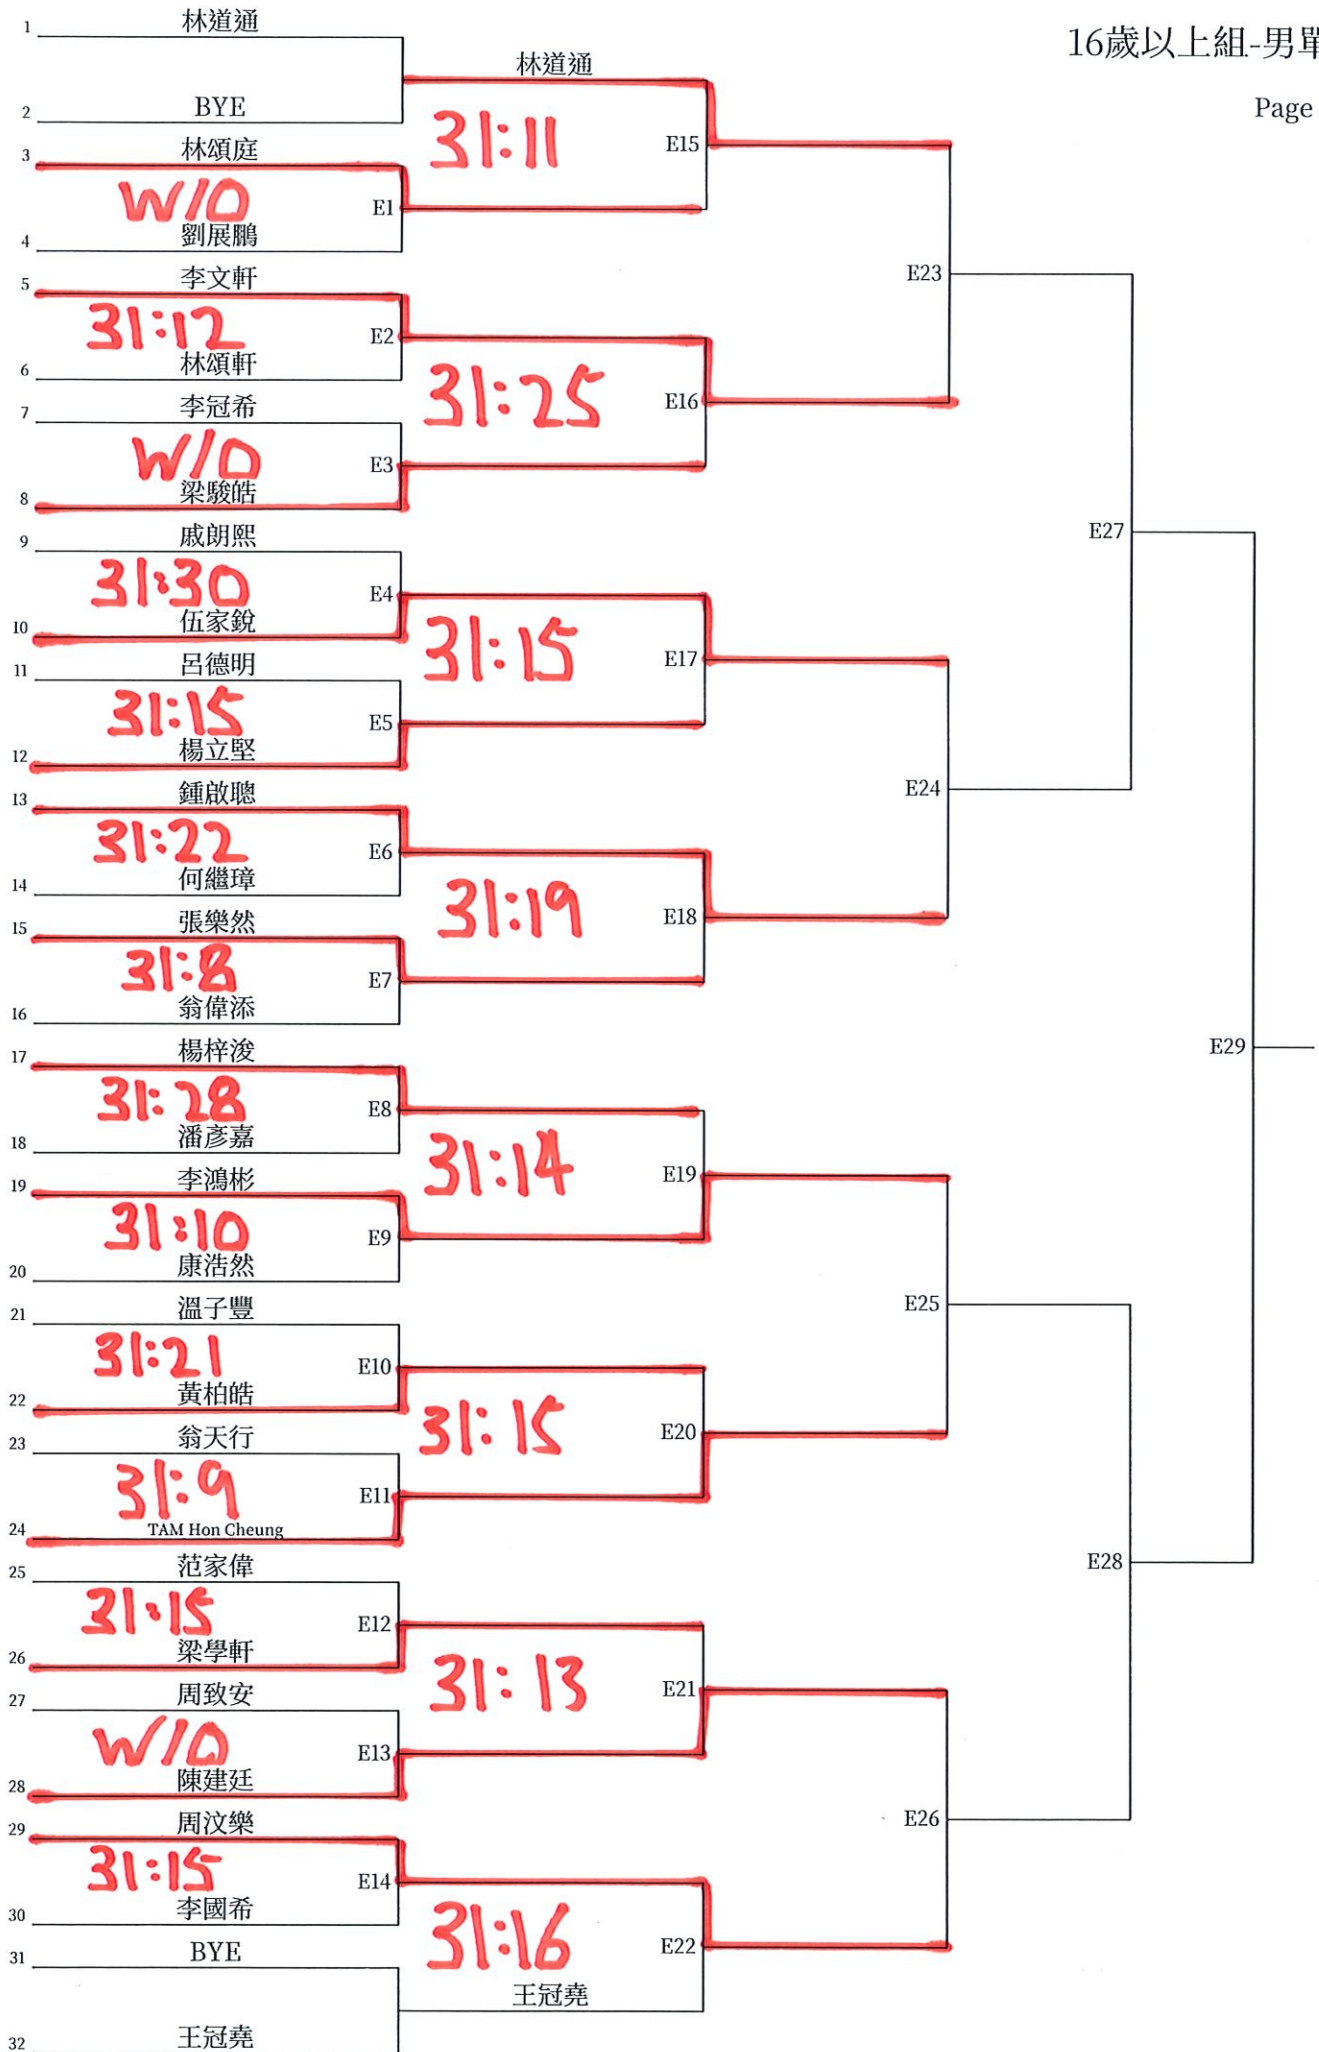 16歲以上組-男單
Page
1 林道通
林道通
2 BYE
31:11
E15
3 林頌庭
W/O
E1
4 劉展鵬
5 李文軒
E23
31:12
E2
6 林頌軒
31:25
E16
7 李冠希
W/O
E3
8 梁駿皓
9 戚朗熙
E27
31:30
E4
10 伍家銳
31:15
E17
11 呂德明
31:15
E5
12 楊立堅
13 鍾啟聰
E24
31:22
E6
14 何繼璋
31:19
E18
15 張樂然
31:8
E7
16 翁偉添
17 楊梓浚
E29
31:28
E8
18 潘彥嘉
31:14
E19
19 李鴻彬
31:10
E9
20 康浩然
21 溫子豐
E25
31:21
E10
22 黃柏皓
31:15
E20
23 翁天行
31:9
E11
24 TAM Hon Cheung
25 范家偉
E28
31:15
E12
26 梁學軒
31:13
E21
27 周致安
W/O
E13
28 陳建廷
29 周汶樂
E26
31:15
E14
30 李國希
31:16
E22
31 BYE
王冠堯
32 王冠堯